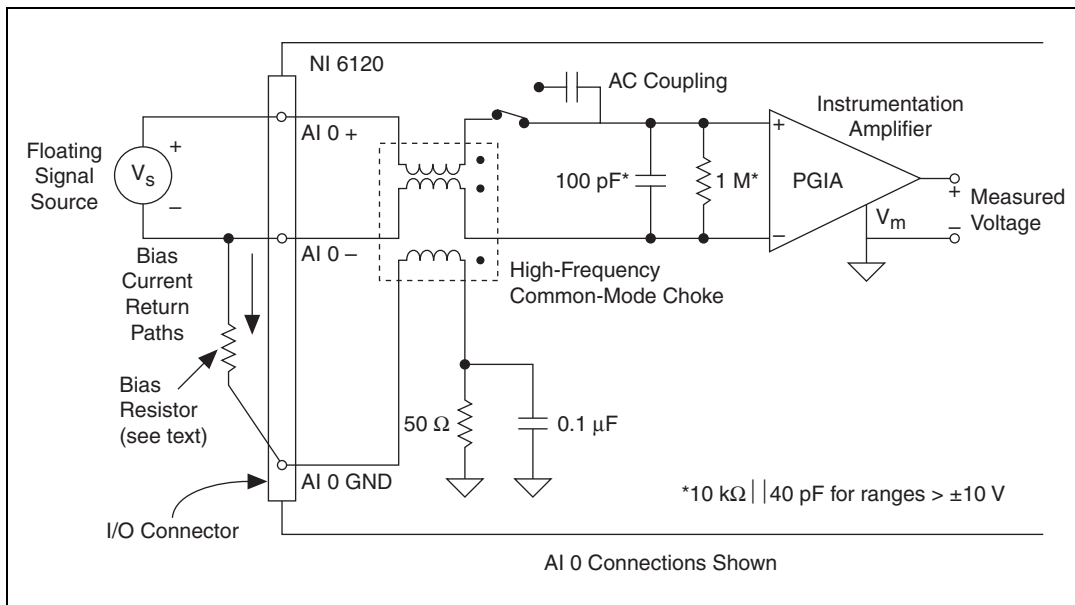 NI 6120
AC Coupling
Instrumentation
Amplifier
AI 0 +
Floating
Signal
Source
+
V_s
–
100 pF*
1 M*
+
PGIA
–
V_m
+
Measured
–
Voltage
AI 0 –
Bias
Current
Return
Paths
High-Frequency
Common-Mode Choke
Bias
Resistor
(see text)
50 Ω
0.1 μF
AI 0 GND
I/O Connector
*10 kΩ||40 pF for ranges > ±10 V
AI 0 Connections Shown